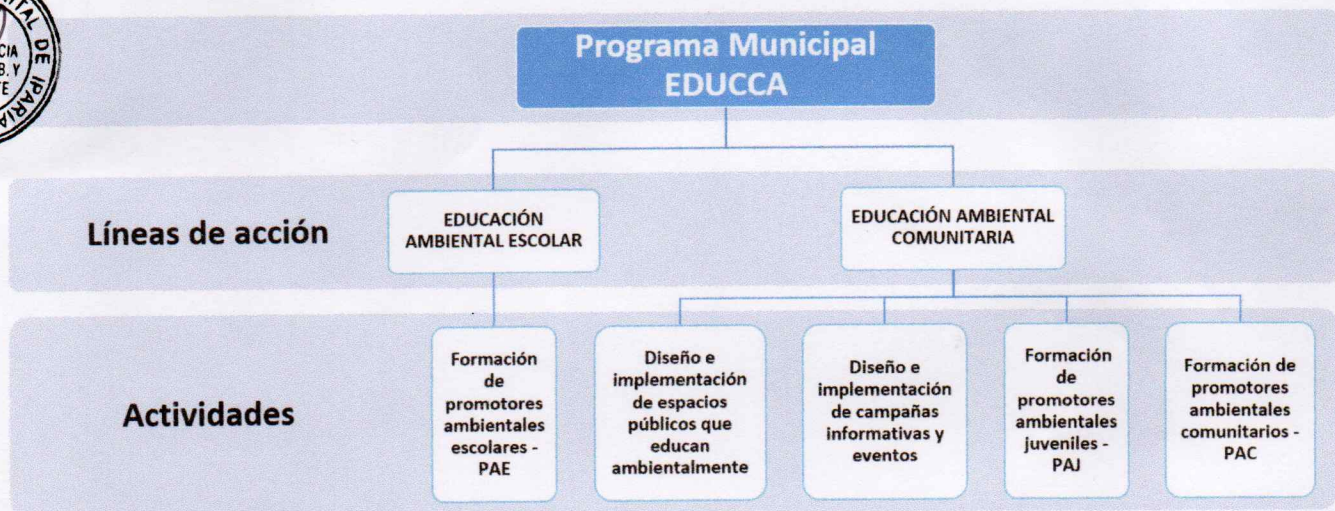 DE IPARIA
Programa Municipal
EDUCCA
Líneas de acción
EDUCACIÓN
AMBIENTAL ESCOLAR
EDUCACIÓN AMBIENTAL
COMUNITARIA
Actividades
Formación
de
promotores
ambientales
escolares -
PAE
Diseño e
implementación
de espacios
públicos que
educan
ambientalmente
Diseño e
implementación
de campañas
informativas y
eventos
Formación
de
promotores
ambientales
juveniles -
PAJ
Formación de
promotores
ambientales
comunitarios -
PAC